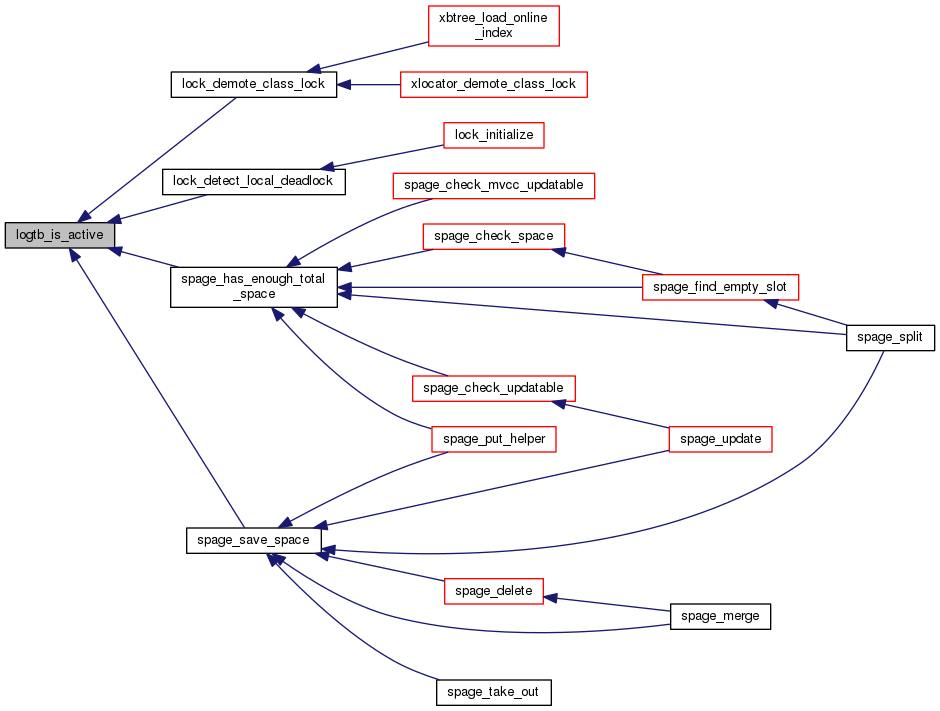 xbtree_load_online
_index
lock_demote_class_lock
xlocator_demote_class_lock
lock_initialize
lock_detect_local_deadlock
spage_check_mvcc_updatable
logtb_is_active
spage_check_space
spage_has_enough_total
_space
spage_find_empty_slot
spage_split
spage_check_updatable
spage_put_helper
spage_update
spage_save_space
spage_delete
spage_merge
spage_take_out